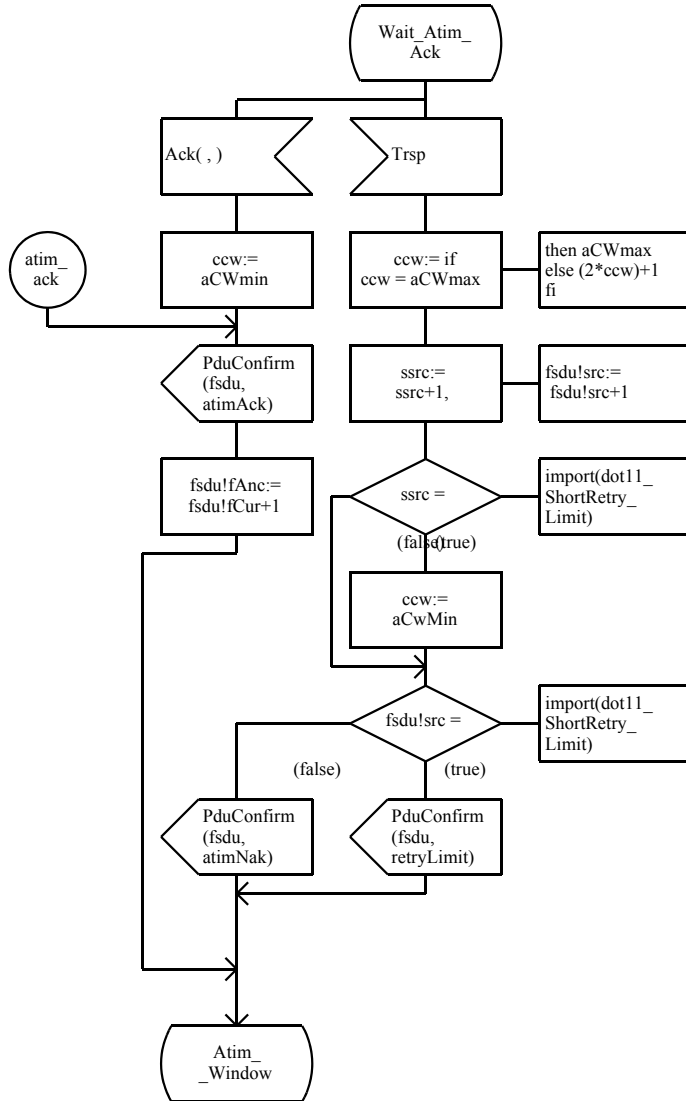 Wait_Atim_
Ack
Ack( , )
Trsp
atim_
ack
ccw:=
aCWmin
ccw:= if
ccw = aCWmax
then aCWmax
else (2*ccw)+1
fi
PduConfirm
(fsdu,
atimAck)
ssrc:=
ssrc+1,
fsdu!src:=
fsdu!src+1
fsdu!fAnc:=
fsdu!fCur+1
ssrc =
import(dot11_
ShortRetry_
Limit)
(false)
(true)
ccw:=
aCwMin
fsdu!src =
import(dot11_
ShortRetry_
Limit)
(false)
(true)
PduConfirm
(fsdu,
atimNak)
PduConfirm
(fsdu,
retryLimit)
Atim_
_Window